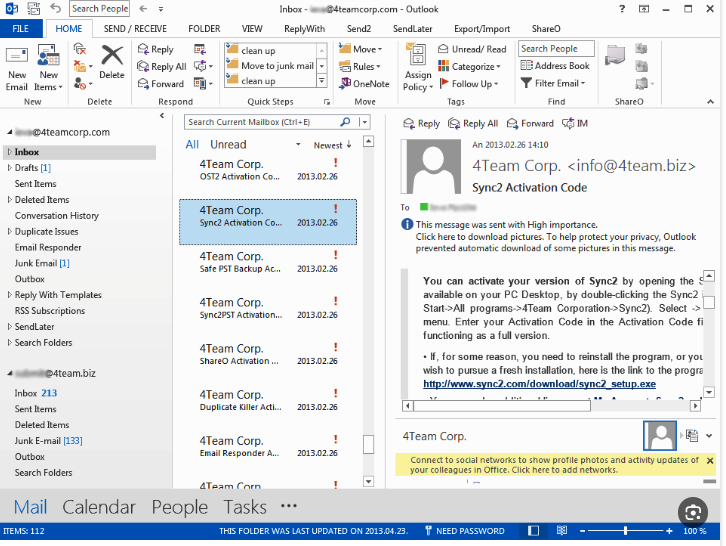 Search People
Inbox - @4teamcorp.com - Outlook
FILE HOME SEND / RECEIVE FOLDER VIEW ReplyWith Send2 SendLater Export/Import ShareO
New Email
New Items
New
Delete
Delete
Reply
Reply All
Forward
Respond
clean up
Move to junk mail
clean up
Quick Steps
Move
Rules
OneNote
Move
Assign Policy
Unread/ Read
Categorize
Follow Up
Tags
Search People
Address Book
Filter Email
Find
ShareO
@4teamcorp.com
Inbox
Drafts [1]
Sent Items
Deleted Items
Conversation History
Duplicate Issues
Email Responder
Junk Email [1]
Outbox
Reply With Templates
RSS Subscriptions
SendLater
Search Folders
@4team.biz
Inbox 213
Sent Items
Deleted Items
Junk E-mail [133]
Outbox
Search Folders
Search Current Mailbox (Ctrl+E)
All Unread Newest ↓
4Team Corp. !
OST2 Activation Co... 2013.02.26
4Team Corp. !
Sync2 Activation Co... 2013.02.26
4Team Corp. !
Safe PST Backup Ac... 2013.02.26
4Team Corp. !
Sync2PST Activation... 2013.02.26
4Team Corp. !
ShareO Activation ... 2013.02.26
4Team Corp. !
Duplicate Killer Acti... 2013.02.26
4Team Corp. !
Email Responder A... 2013.02.26
4Team Corp. !
Reply Reply All Forward IM
An 2013.02.26 14:10
4Team Corp. <info@4team.biz>
Sync2 Activation Code
To
This message was sent with High importance.
Click here to download pictures. To help protect your privacy, Outlook
prevented automatic download of some pictures in this message.
You can activate your version of Sync2 by opening the S
available on your PC Desktop, by double-clicking the Sync2 i
Start->All programs->4Team Corporation->Sync2). Select ->
menu. Enter your Activation Code in the Activation Code fi
functioning as a full version.
• If, for some reason, you need to reinstall the program, or you
wish to pursue a fresh installation, here is the link to the progra
http://www.sync2.com/download/sync2_setup.exe
4Team Corp.
Connect to social networks to show profile photos and activity updates of
your colleagues in Office. Click here to add networks.
Mail Calendar People Tasks •••
ITEMS: 112 THIS FOLDER WAS LAST UPDATED ON 2013.04.23. NEED PASSWORD 100 %